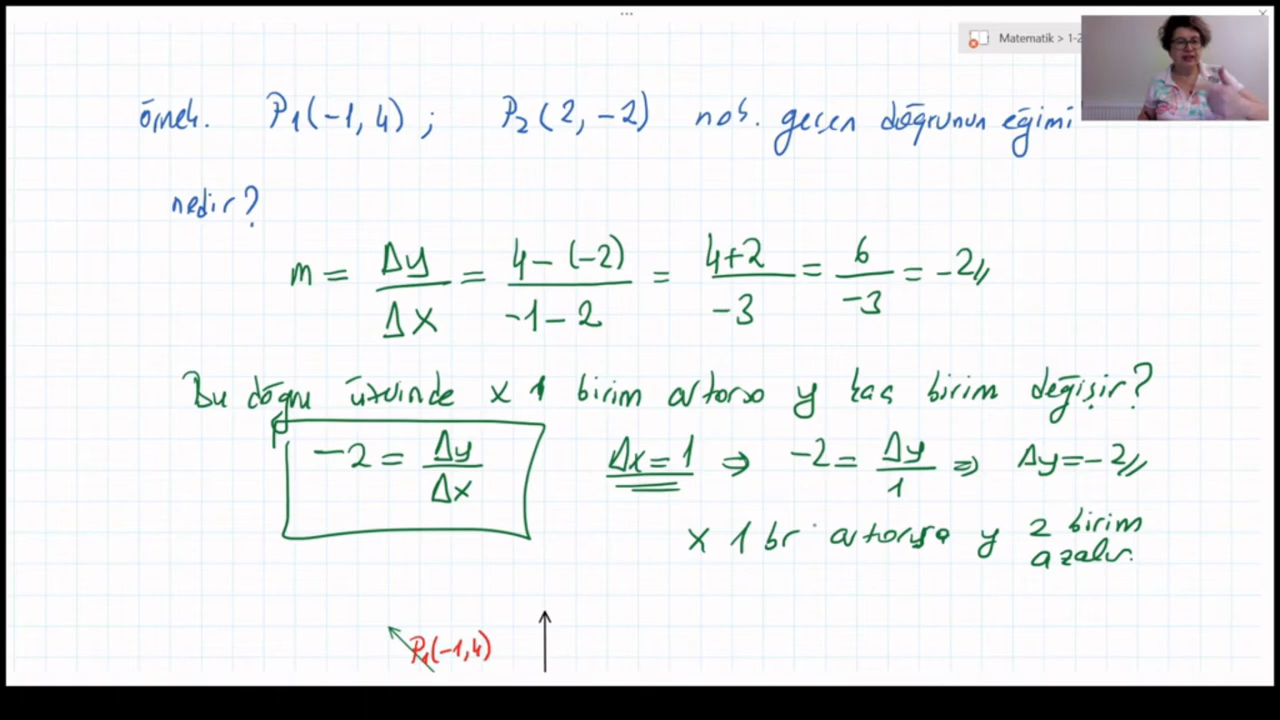 Matematik > 1-2
örnek. P₁(-1, 4) ; P₂(2, -2) nok. geçen doğrunun eğimi
nedir?
m = Δy/Δx = 4-(-2)/-1-2 = 4+2/-3 = 6/-3 = -2//
Bu doğru üzerinde x 1 birim artarsa y kaç birim değişir?
-2 = Δy/Δx Δx=1 ⇒ -2 = Δy/1 ⇒ Δy=-2//
x 1 br artarsa y 2 birim
azalır.
P₁(-1,4)